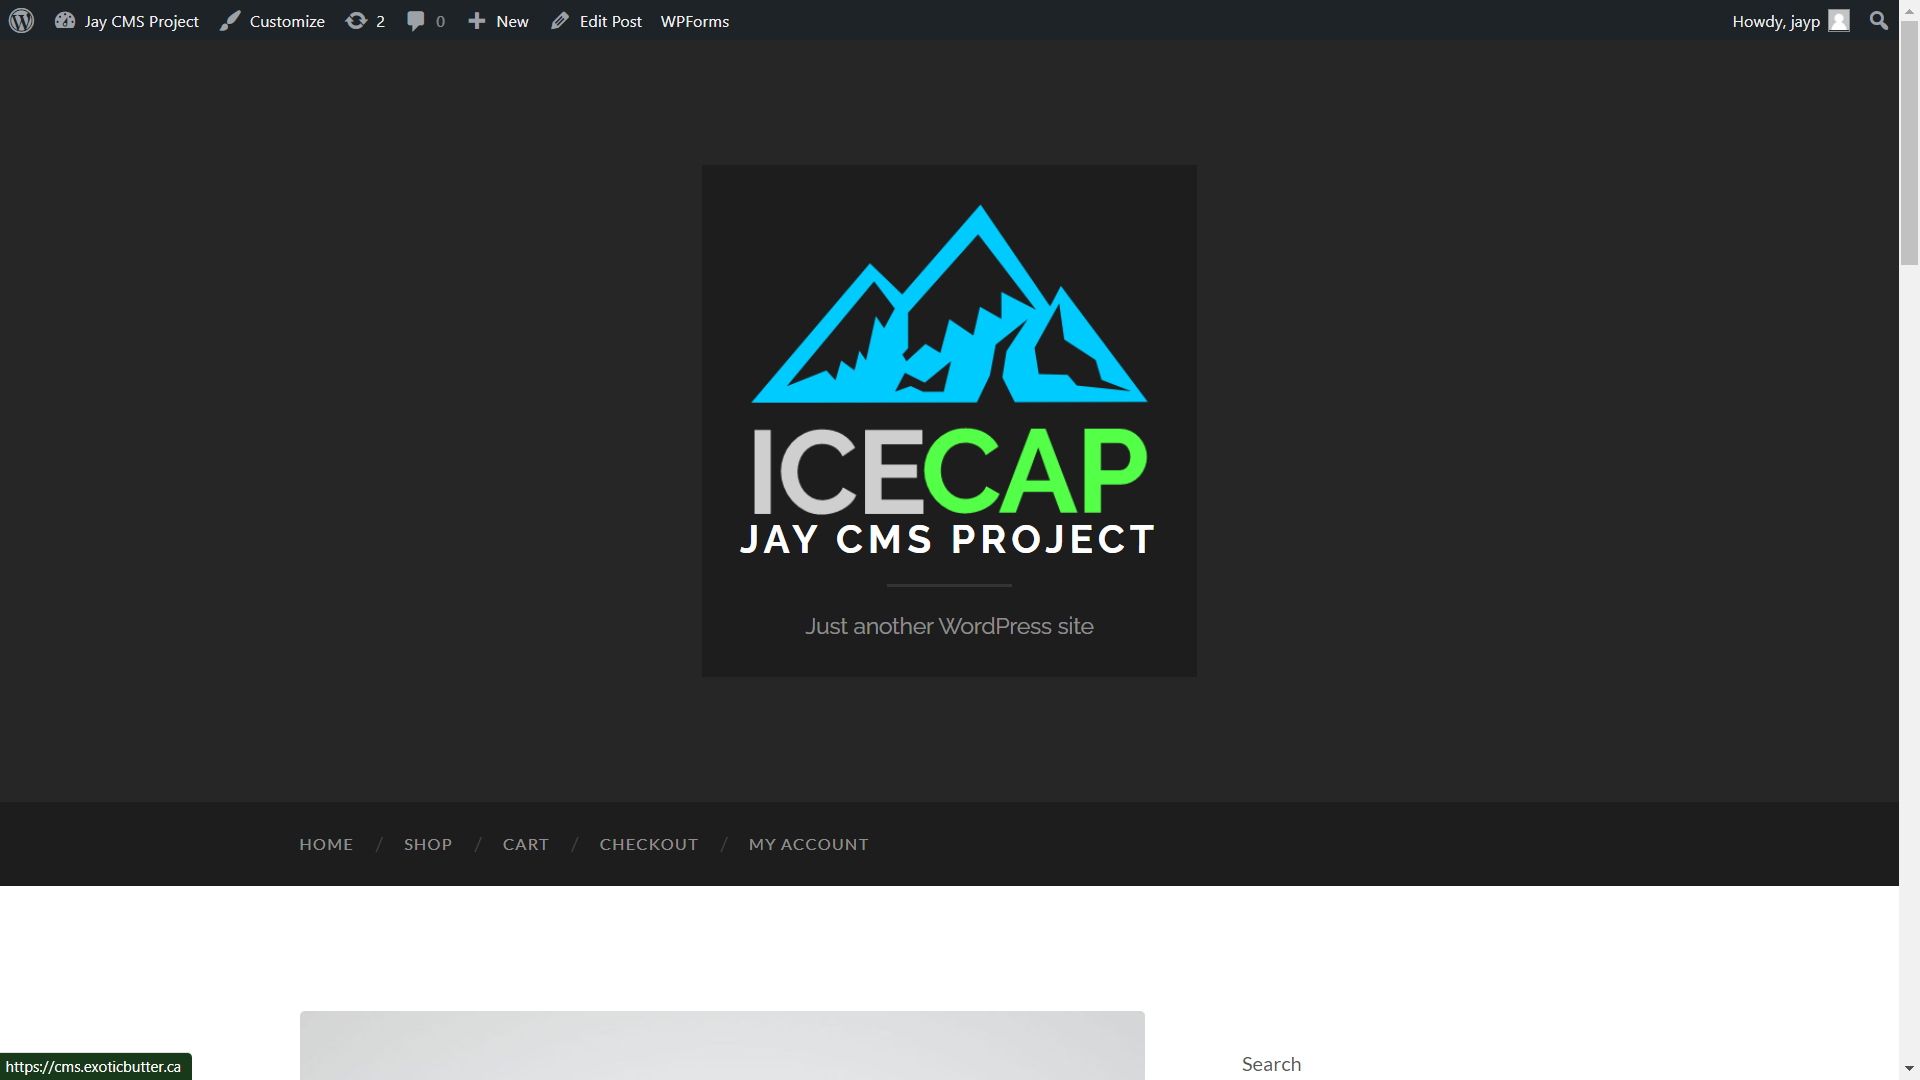 Jay CMS Project Customize 2 0 New Edit Post WPForms Howdy, jayp
ICECAP
JAY CMS PROJECT
Just another WordPress site
HOME / SHOP / CART / CHECKOUT / MY ACCOUNT
Search
https://cms.exoticbutter.ca